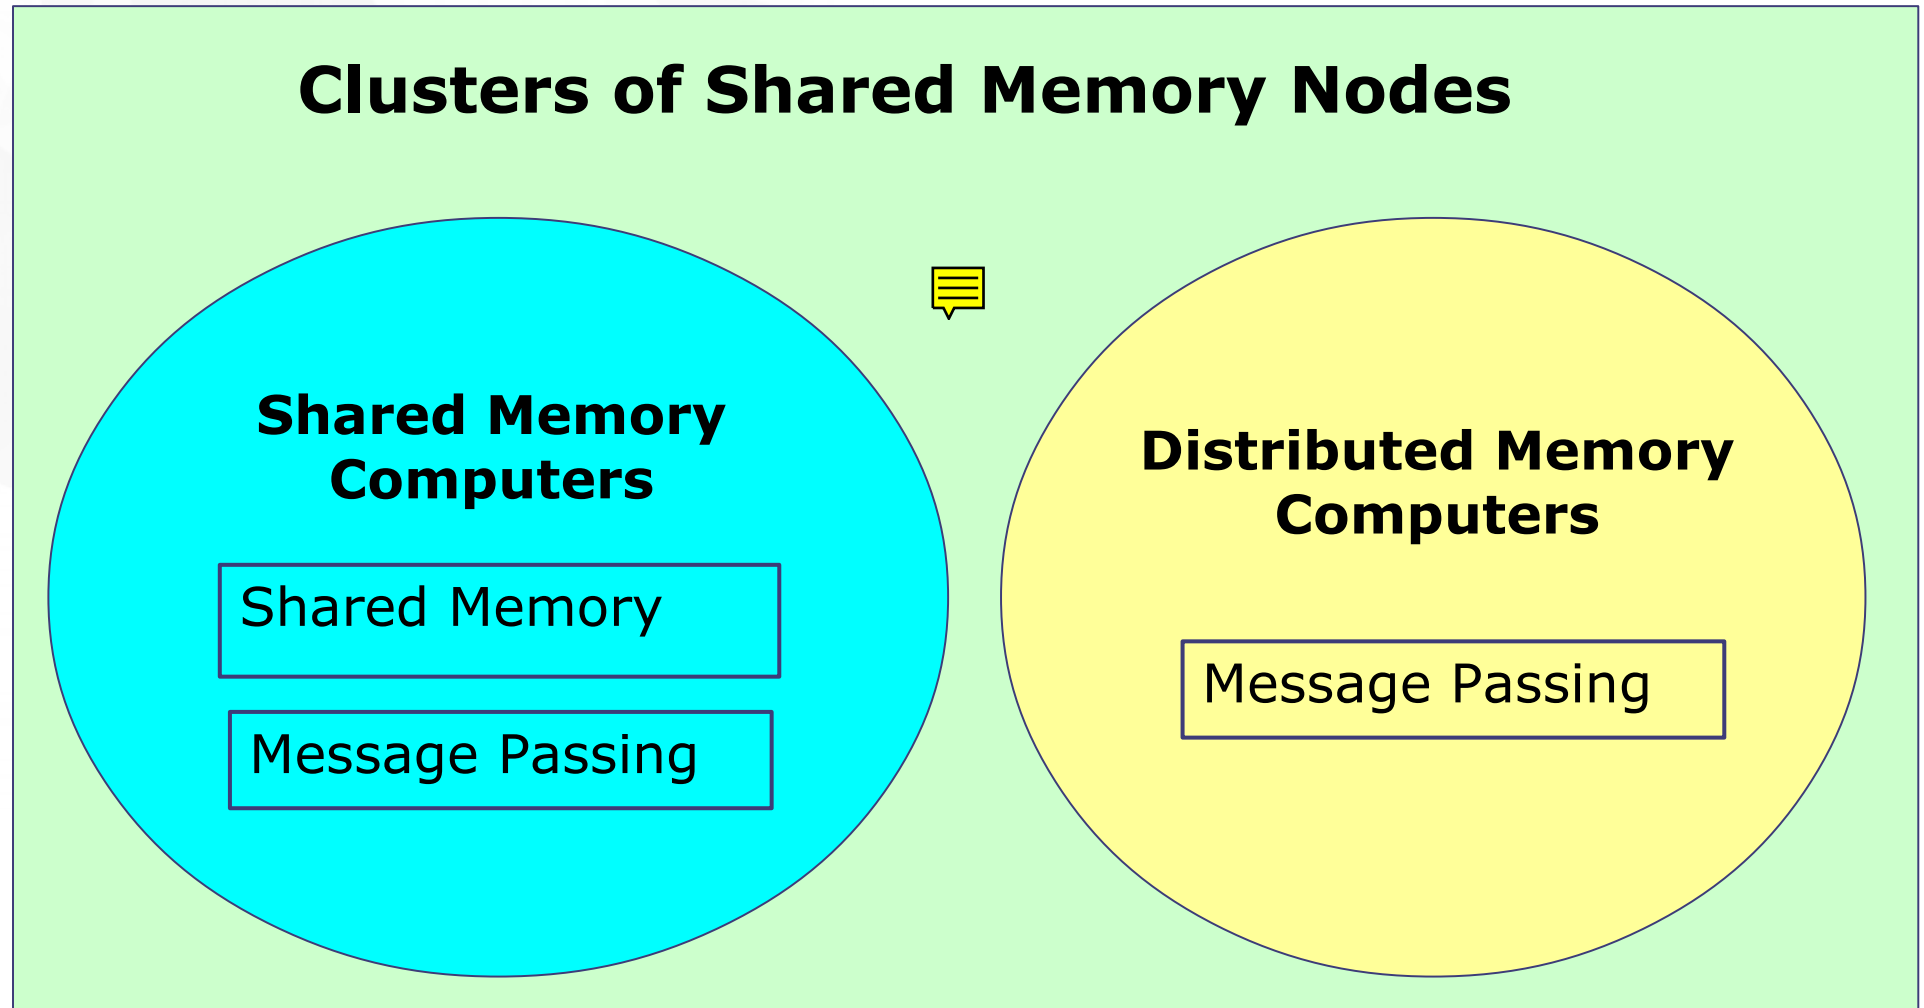 Clusters of Shared Memory Nodes
Shared Memory
Computers
Shared Memory
Message Passing
Distributed Memory
Computers
Message Passing